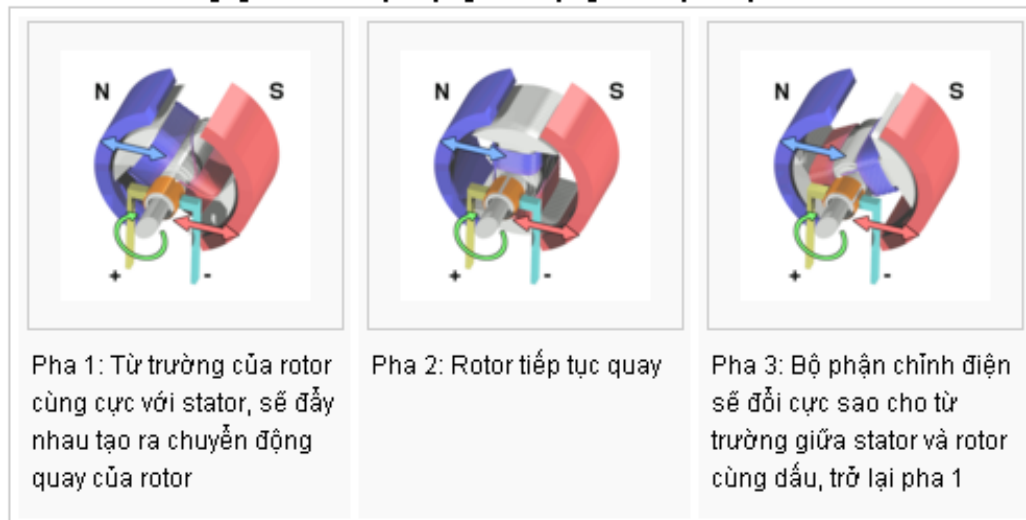 N S
+ -
N S
+ -
N S
+ -
Pha 1: Từ trường của rotor
cùng cực với stator, sẽ đẩy
nhau tạo ra chuyển động
quay của rotor
Pha 2: Rotor tiếp tục quay
Pha 3: Bộ phận chỉnh điện
sẽ đổi cực sao cho từ
trường giữa stator và rotor
cùng dấu, trở lại pha 1